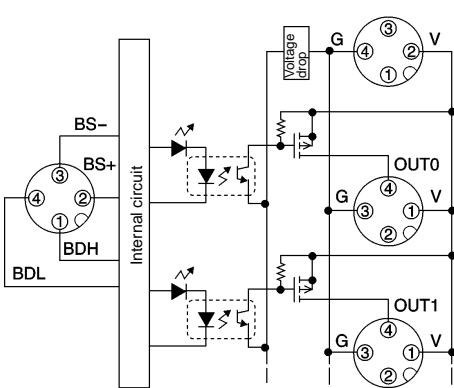 Voltage drop
G
V
3
4
2
1
BS−
BS+
3
4
2
1
BDH
BDL
Internal circuit
OUT0
4
G
V
3
1
2
OUT1
4
G
V
3
1
2